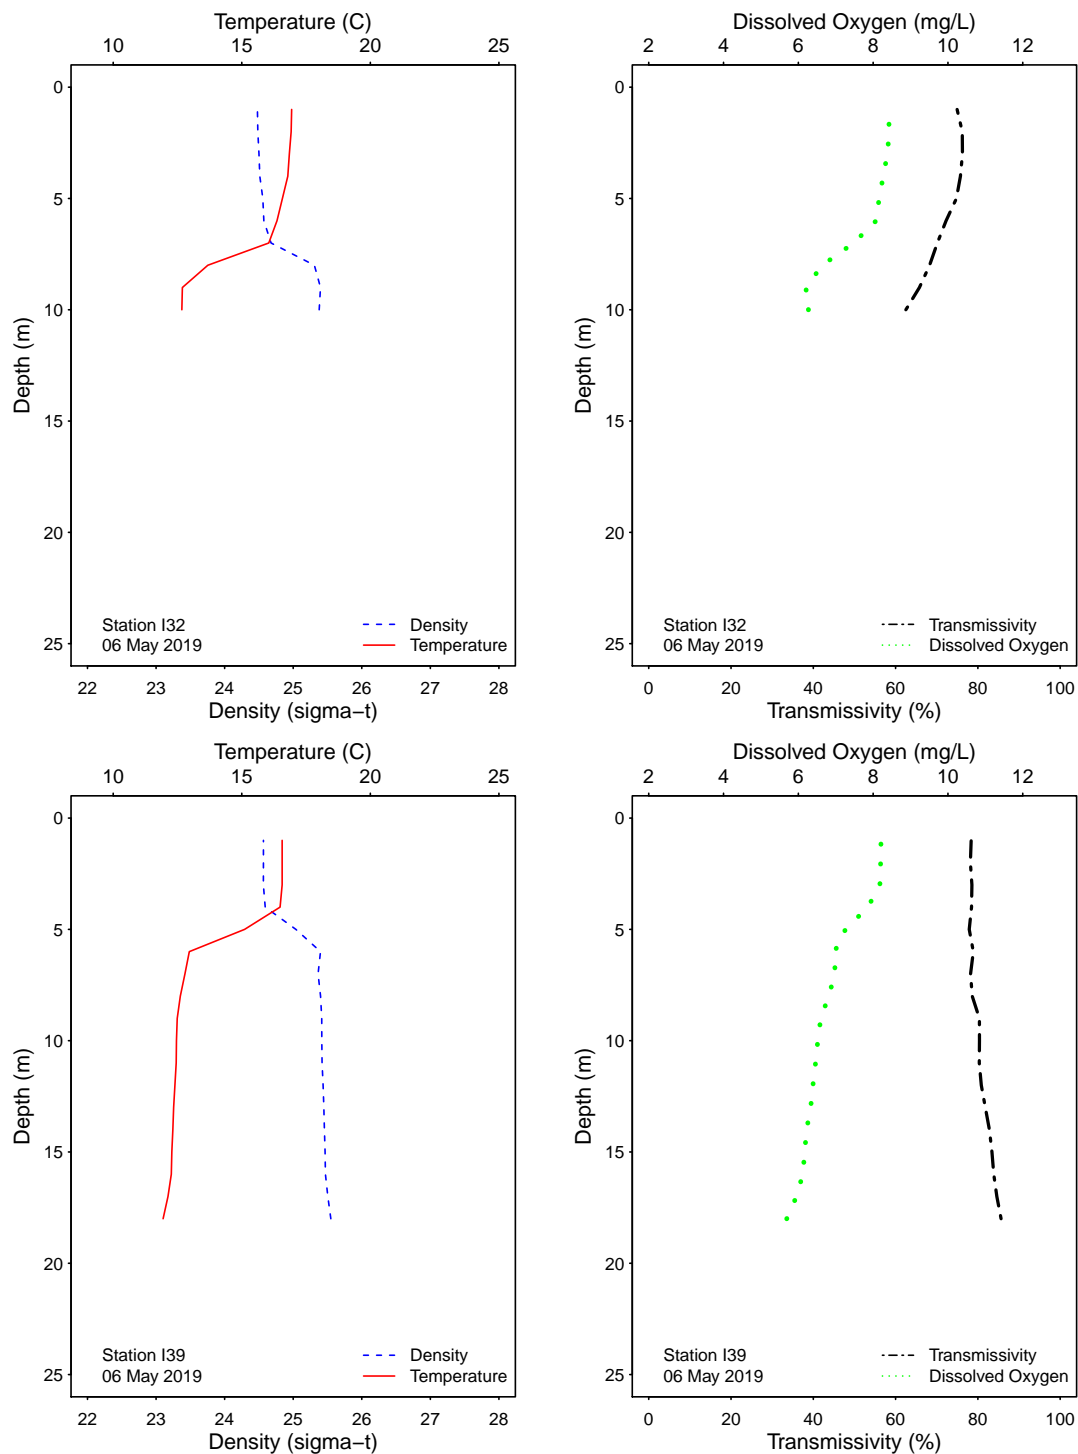 Temperature (C)
10 15 20 25
0
5
10
15
20
25
Depth (m)
Station I32
06 May 2019
Density
Temperature
22 23 24 25 26 27 28
Density (sigma−t)
Dissolved Oxygen (mg/L)
2 4 6 8 10 12
0
5
10
15
20
25
Depth (m)
Station I32
06 May 2019
Transmissivity
Dissolved Oxygen
0 20 40 60 80 100
Transmissivity (%)
Temperature (C)
10 15 20 25
0
5
10
15
20
25
Depth (m)
Station I39
06 May 2019
Density
Temperature
22 23 24 25 26 27 28
Density (sigma−t)
Dissolved Oxygen (mg/L)
2 4 6 8 10 12
0
5
10
15
20
25
Depth (m)
Station I39
06 May 2019
Transmissivity
Dissolved Oxygen
0 20 40 60 80 100
Transmissivity (%)